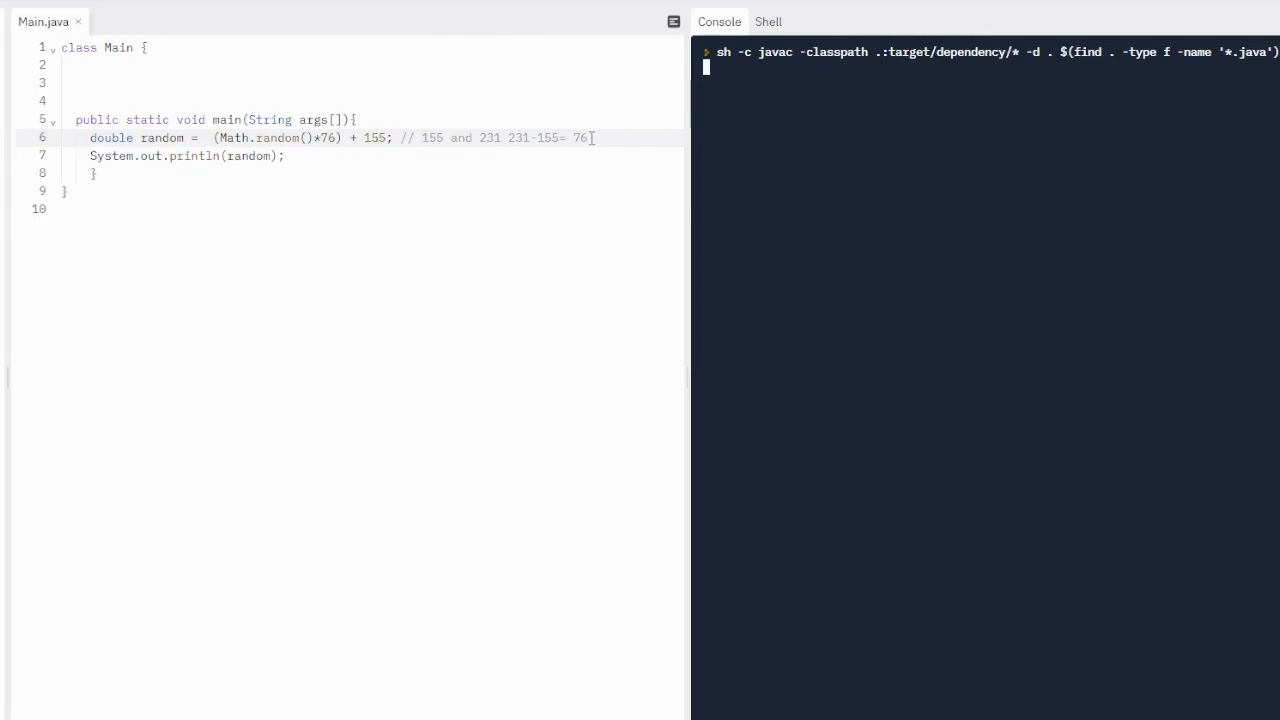 Main.java ×
1 class Main {
2
3
4
5 public static void main(String args[]){
6 double random =  (Math.random()*76) + 155; // 155 and 231 231-155= 76
7 System.out.println(random);
8 }
9 }
10
Console Shell
sh -c javac -classpath .:target/dependency/* -d . $(find . -type f -name '*.java')